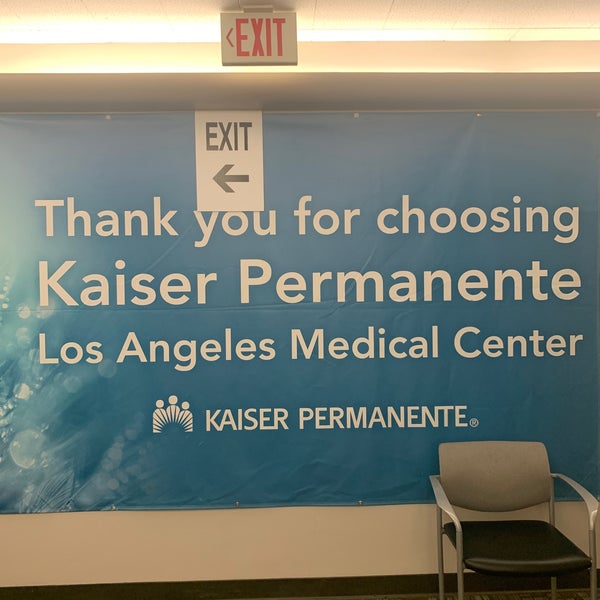 <EXIT
EXIT
←
Thank you for choosing
Kaiser Permanente
Los Angeles Medical Center
KAISER PERMANENTE®